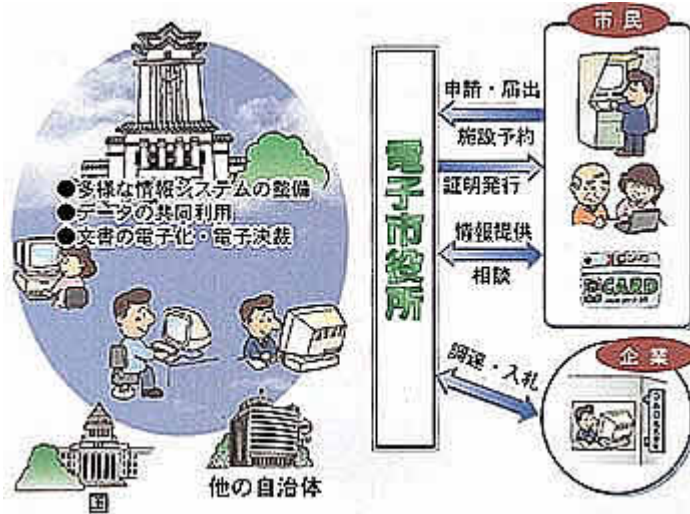 ●多様な情報システムの整備
●データの共同利用
●文書の電子化・電子決裁
国
他の自治体
電子市役所
申請・届出
施設予約
証明発行
情報提供
相談
調達・入札
市民
CARD
企業